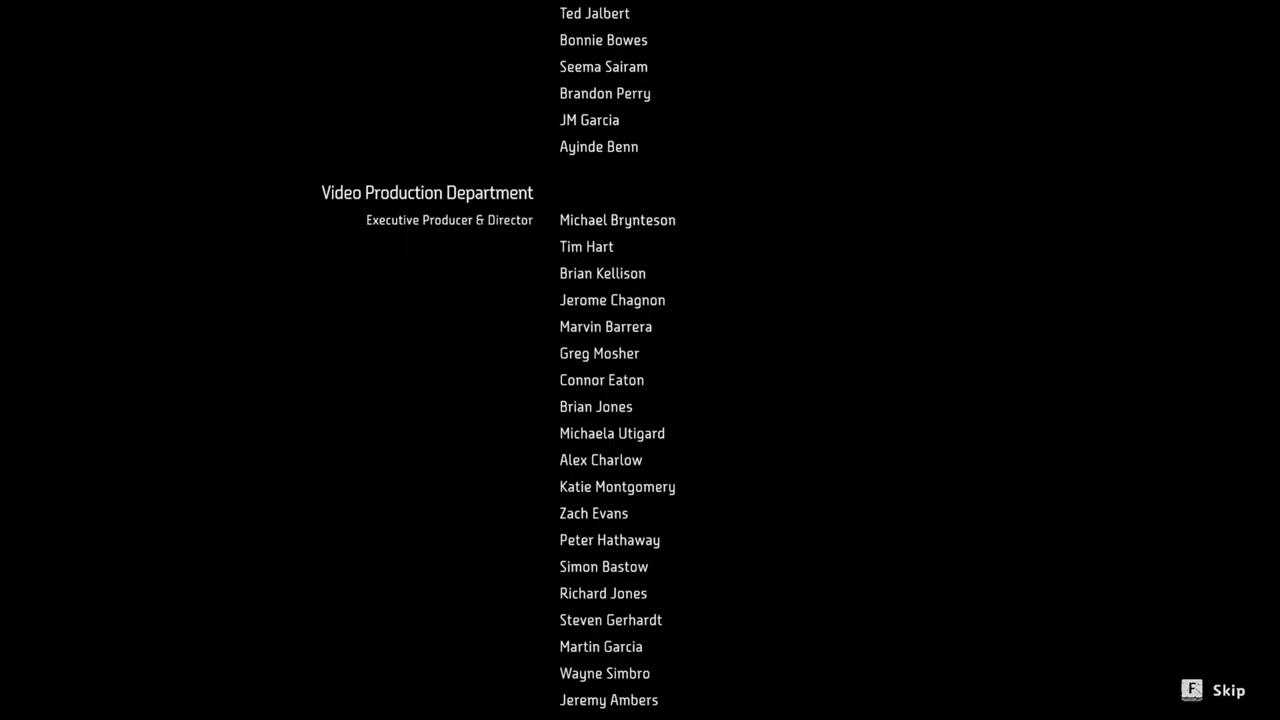 Ted Jalbert
Bonnie Bowes
Seema Sairam
Brandon Perry
JM Garcia
Ayinde Benn
Video Production Department
Executive Producer & Director Michael Brynteson
Tim Hart
Brian Kellison
Jerome Chagnon
Marvin Barrera
Greg Mosher
Connor Eaton
Brian Jones
Michaela Utigard
Alex Charlow
Katie Montgomery
Zach Evans
Peter Hathaway
Simon Bastow
Richard Jones
Steven Gerhardt
Martin Garcia
Wayne Simbro
Jeremy Ambers
F Skip